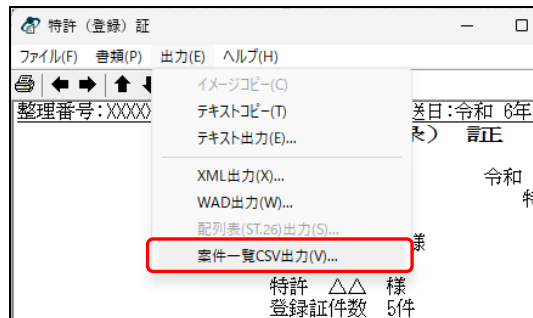 特許（登録）証
ファイル(F) 書類(P) 出力(E) ヘルプ(H)
イメージコピー(C)
テキストコピー(T)
テキスト出力(E)...
XML出力(X)...
WAD出力(W)...
配列表(ST.26)出力(S)...
案件一覧CSV出力(V)...
整理番号:XXXX
送日:令和 6年
） 証
令和
様
特許 △△ 様
登録証件数 5件